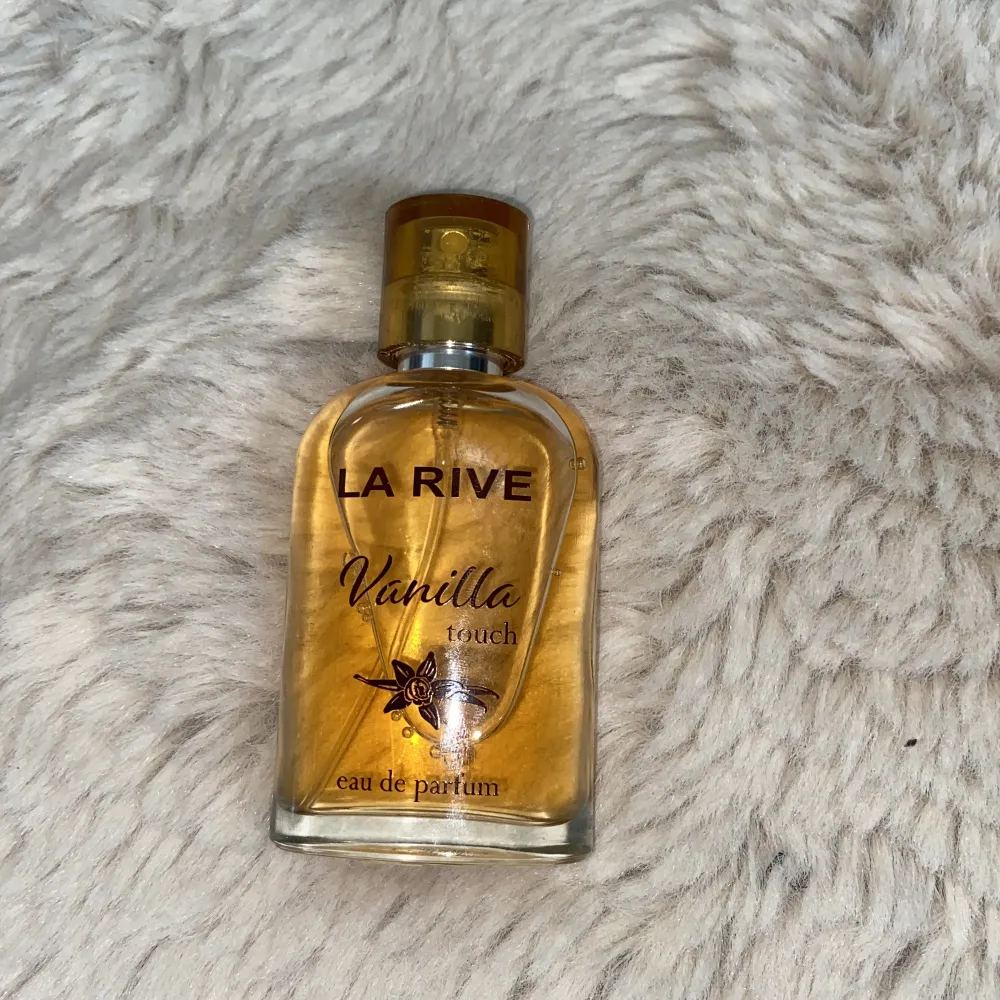 LA RIVE
Vanilla
touch
eau de parfum